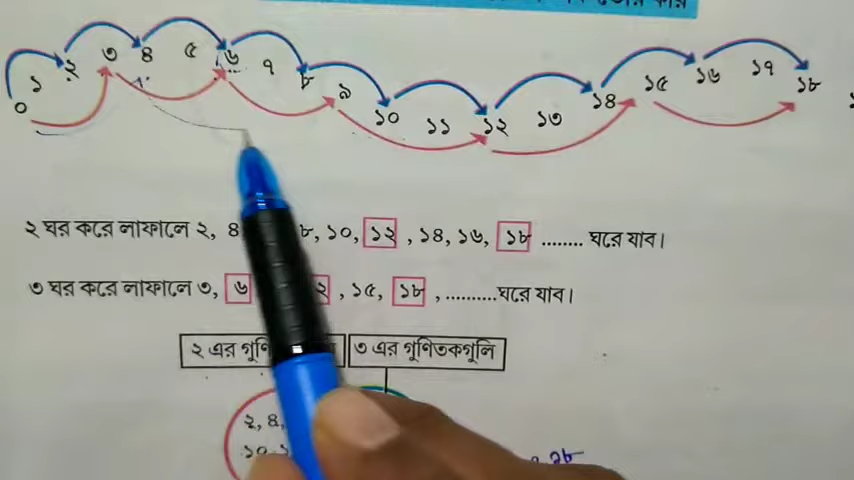 ০ ১ ২ ৩ ৪ ৫ ৬ ৭ ৮ ৯ ১০ ১১ ১২ ১৩ ১৪ ১৫ ১৬ ১৭ ১৮
২ ঘর করে লাফালে ২, ৪ ৮, ১০, ১২, ১৪, ১৬, ১৮ ........ ঘরে যাব।
৩ ঘর করে লাফালে ৩, ৬ ২, ১৫, ১৮, ..........ঘরে যাব।
২ এর ৩ এর গুণিতকগুলি
২, ৪,
১৮